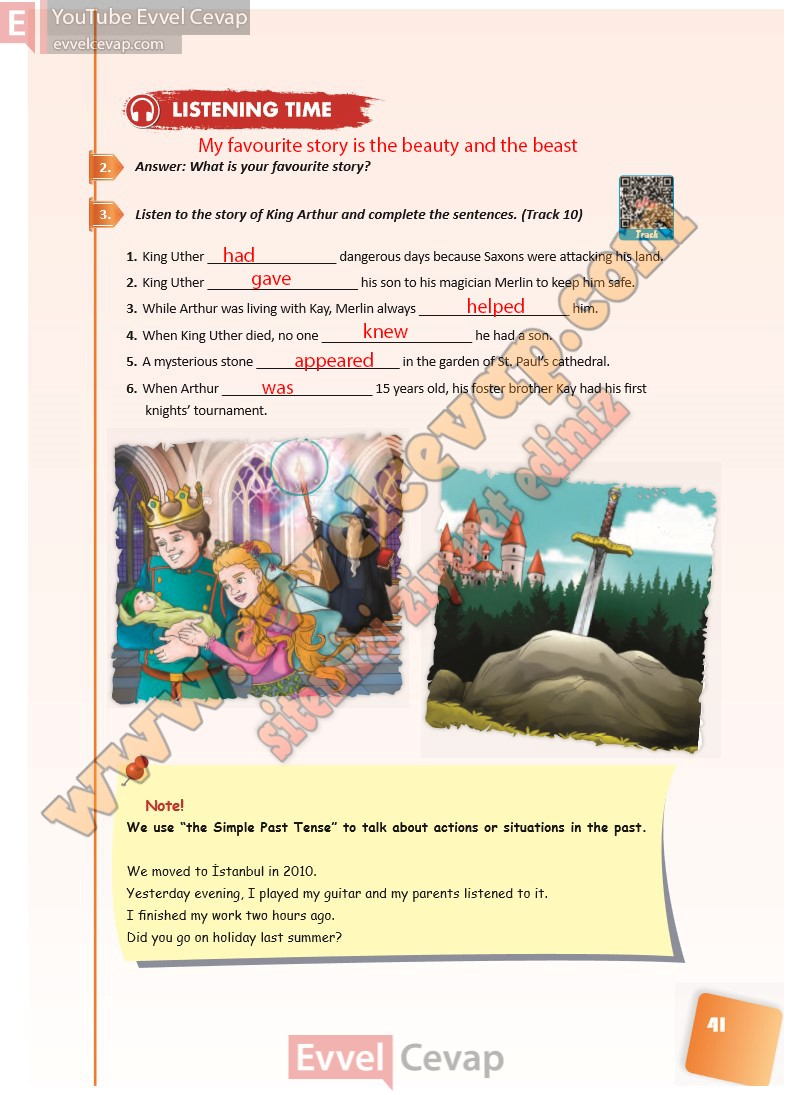 E YouTube Evvel Cevap
evvelcevap.com
LISTENING TIME
My favourite story is the beauty and the beast
2. Answer: What is your favourite story?
3. Listen to the story of King Arthur and complete the sentences. (Track 10)
Track
1. King Uther had dangerous days because Saxons were attacking his land.
2. King Uther gave his son to his magician Merlin to keep him safe.
3. While Arthur was living with Kay, Merlin always helped him.
4. When King Uther died, no one knew he had a son.
5. A mysterious stone appeared in the garden of St. Paul's cathedral.
6. When Arthur was 15 years old, his foster brother Kay had his first
knights' tournament.
www.evvelcevap.com
sitesini ziyaret ediniz
Note!
We use "the Simple Past Tense" to talk about actions or situations in the past.
We moved to İstanbul in 2010.
Yesterday evening, I played my guitar and my parents listened to it.
I finished my work two hours ago.
Did you go on holiday last summer?
41
Evvel Cevap